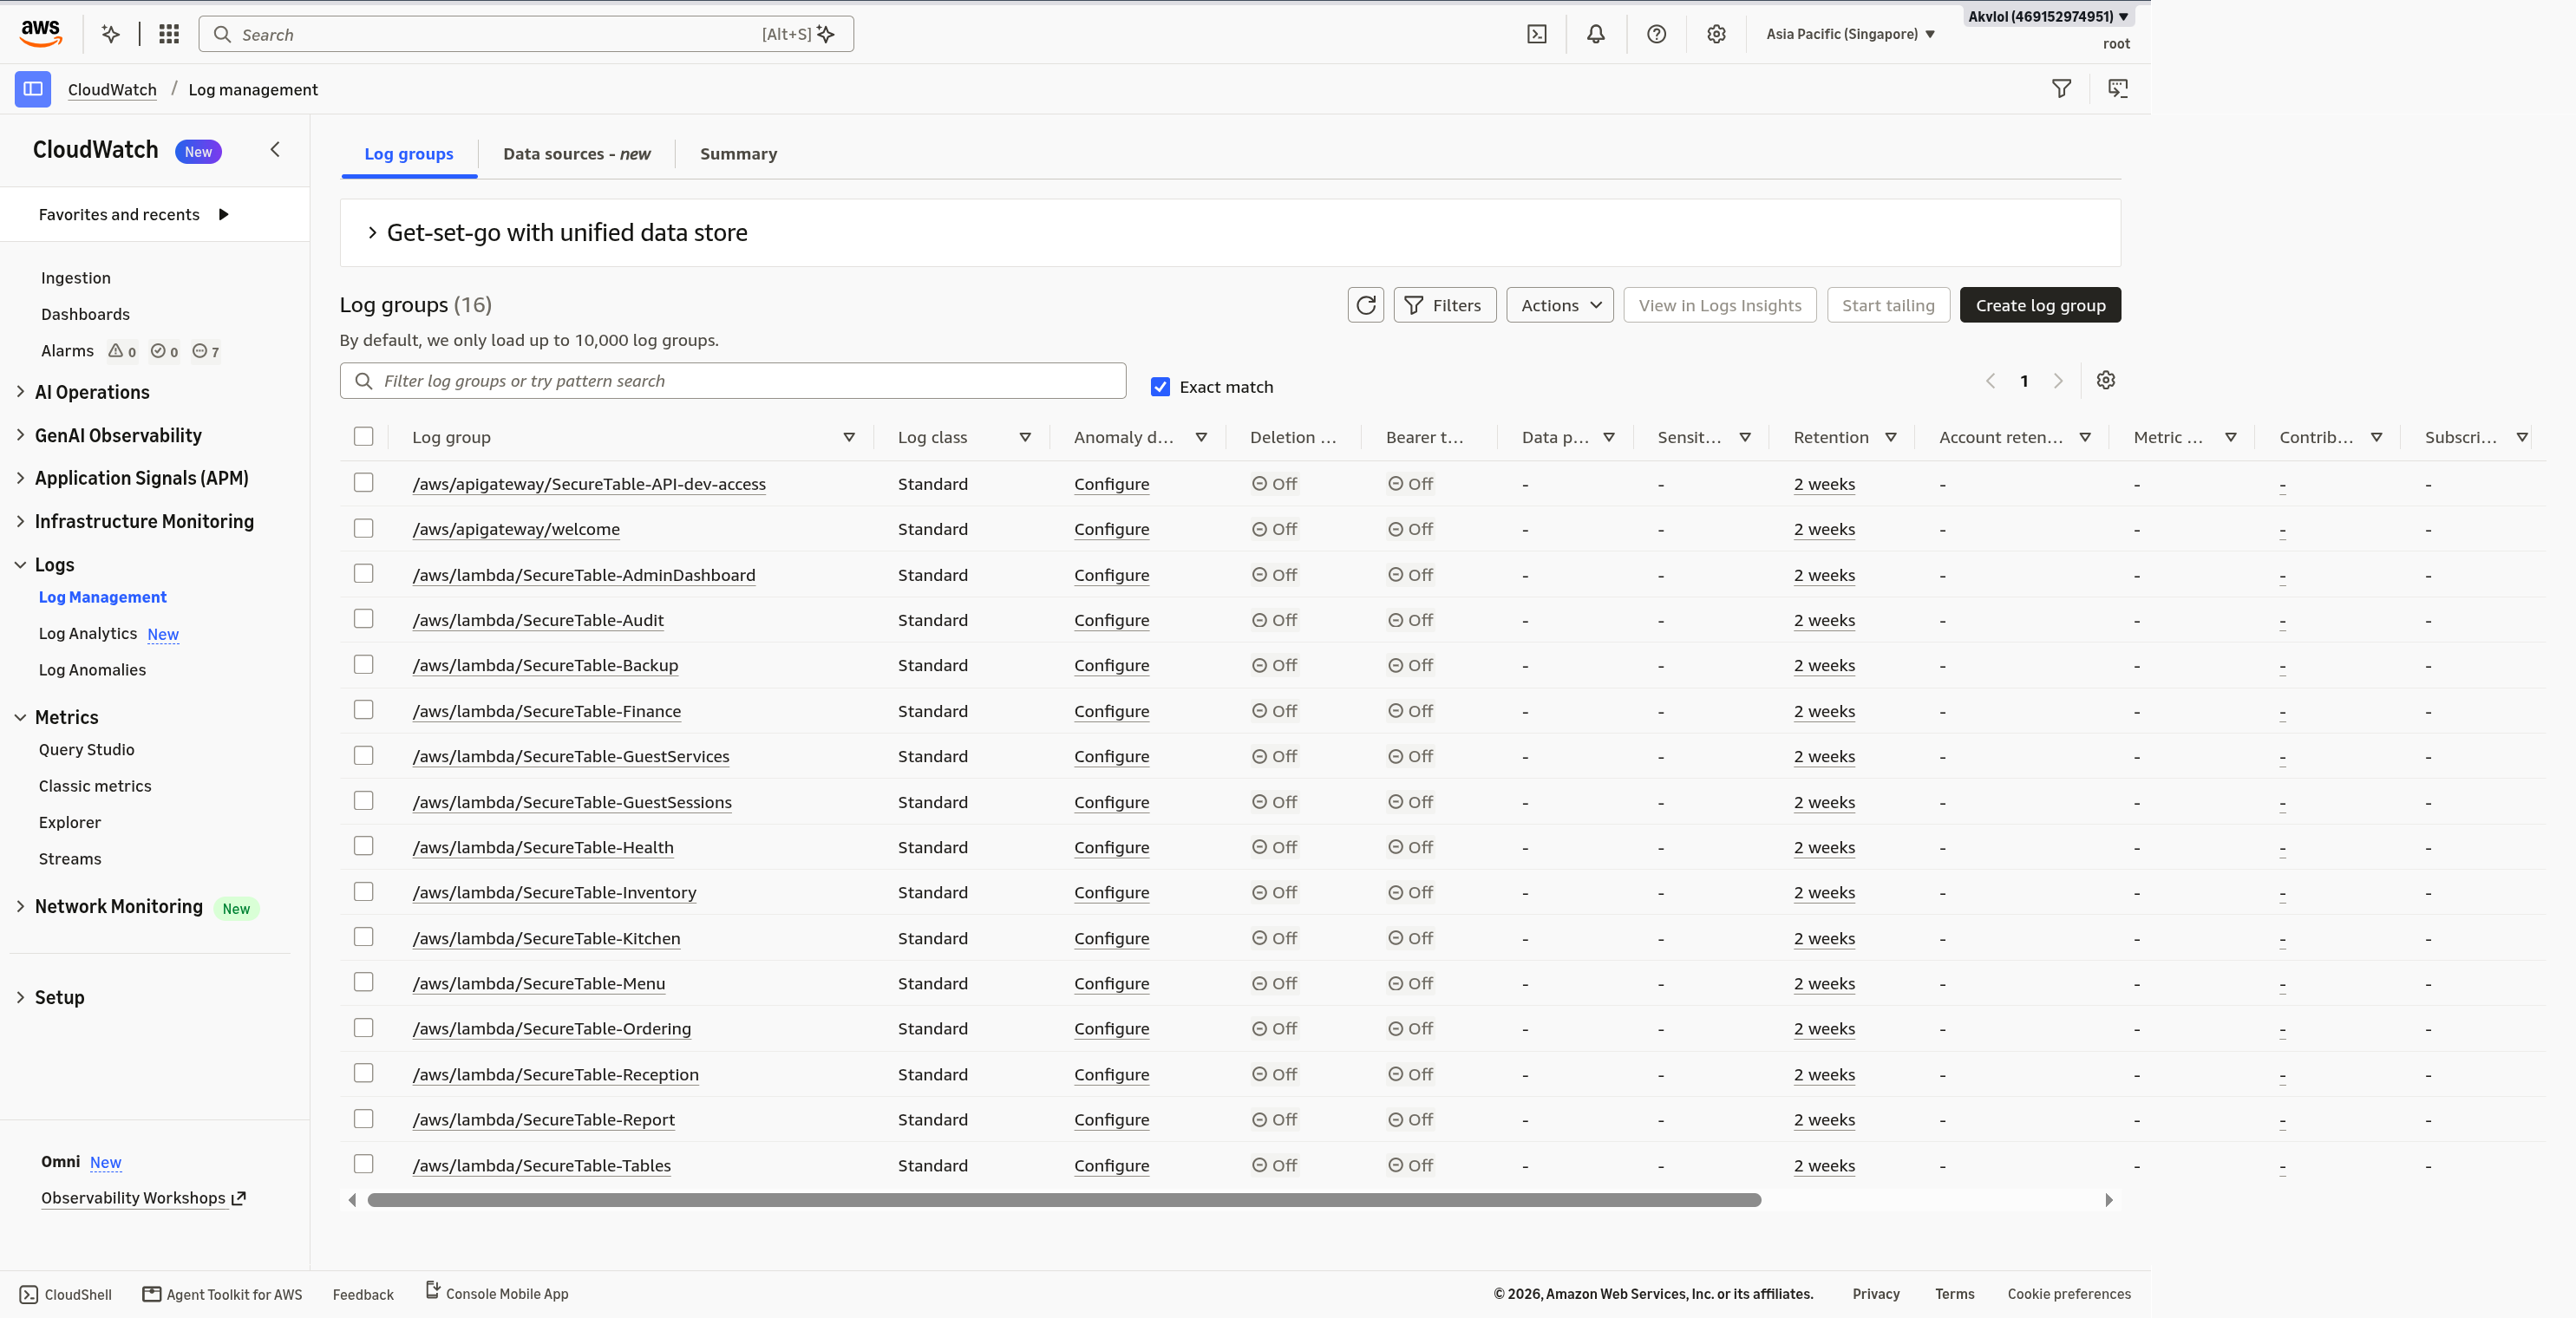 aws
Search [Alt+S]
Asia Pacific (Singapore)
Akvlol (469152974951)
root
CloudWatch / Log management
CloudWatch New
Favorites and recents
Ingestion
Dashboards
Alarms 0 0 7
AI Operations
GenAI Observability
Application Signals (APM)
Infrastructure Monitoring
Logs
Log Management
Log Analytics New
Log Anomalies
Metrics
Query Studio
Classic metrics
Explorer
Streams
Network Monitoring New
Setup
Omni New
Observability Workshops
Log groups Data sources - new Summary
Get-set-go with unified data store
Log groups (16)
Filters Actions View in Logs Insights Start tailing Create log group
By default, we only load up to 10,000 log groups.
Filter log groups or try pattern search
Exact match
1
Log group Log class Anomaly d... Deletion ... Bearer t... Data p... Sensit... Retention Account reten... Metric ... Contrib... Subscri...
/aws/apigateway/SecureTable-API-dev-access Standard Configure Off Off - - 2 weeks - - - -
/aws/apigateway/welcome Standard Configure Off Off - - 2 weeks - - - -
/aws/lambda/SecureTable-AdminDashboard Standard Configure Off Off - - 2 weeks - - - -
/aws/lambda/SecureTable-Audit Standard Configure Off Off - - 2 weeks - - - -
/aws/lambda/SecureTable-Backup Standard Configure Off Off - - 2 weeks - - - -
/aws/lambda/SecureTable-Finance Standard Configure Off Off - - 2 weeks - - - -
/aws/lambda/SecureTable-GuestServices Standard Configure Off Off - - 2 weeks - - - -
/aws/lambda/SecureTable-GuestSessions Standard Configure Off Off - - 2 weeks - - - -
/aws/lambda/SecureTable-Health Standard Configure Off Off - - 2 weeks - - - -
/aws/lambda/SecureTable-Inventory Standard Configure Off Off - - 2 weeks - - - -
/aws/lambda/SecureTable-Kitchen Standard Configure Off Off - - 2 weeks - - - -
/aws/lambda/SecureTable-Menu Standard Configure Off Off - - 2 weeks - - - -
/aws/lambda/SecureTable-Ordering Standard Configure Off Off - - 2 weeks - - - -
/aws/lambda/SecureTable-Reception Standard Configure Off Off - - 2 weeks - - - -
/aws/lambda/SecureTable-Report Standard Configure Off Off - - 2 weeks - - - -
/aws/lambda/SecureTable-Tables Standard Configure Off Off - - 2 weeks - - - -
CloudShell Agent Toolkit for AWS Feedback Console Mobile App
© 2026, Amazon Web Services, Inc. or its affiliates. Privacy Terms Cookie preferences